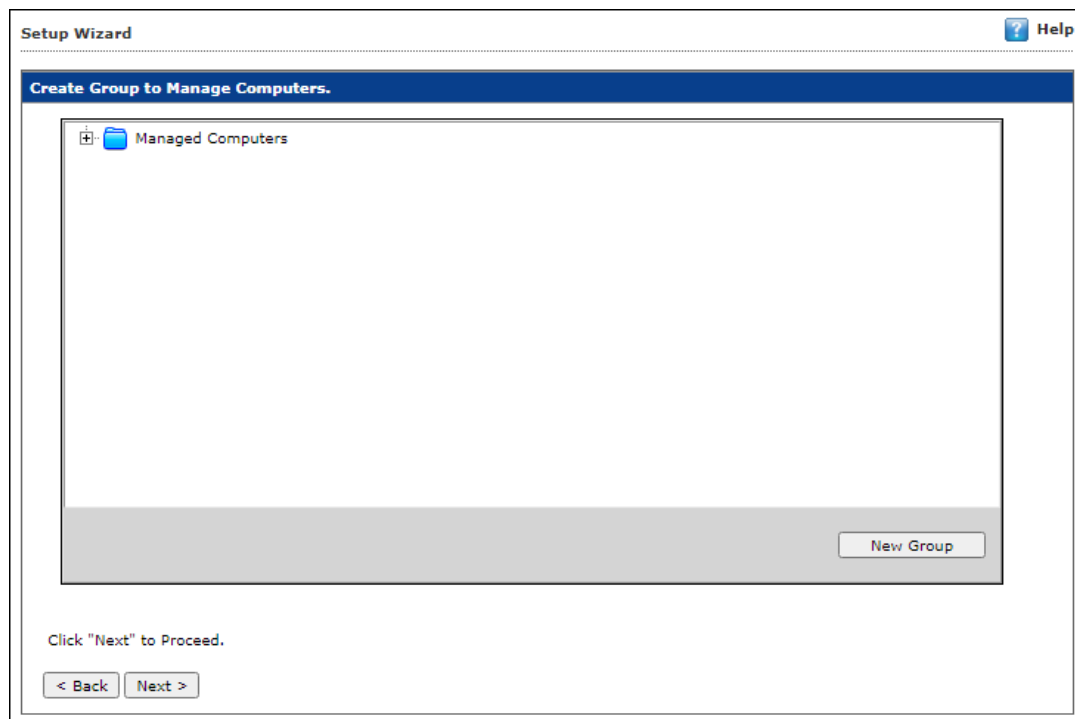 Setup Wizard
? Help
Create Group to Manage Computers.
Managed Computers
New Group
Click "Next" to Proceed.
< Back Next >